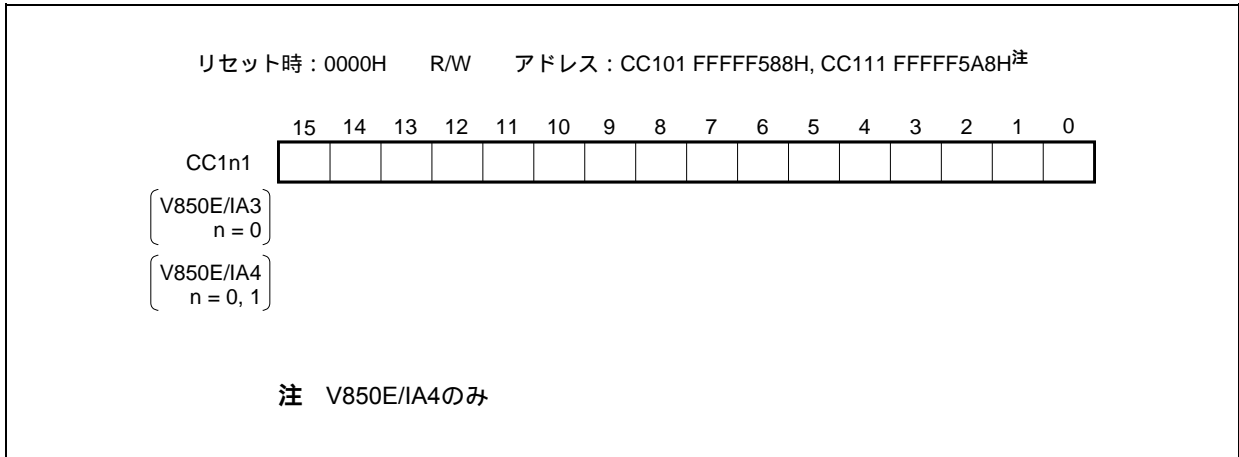 リセット時：0000H R/W アドレス：CC101 FFFFF588H, CC111 FFFFF5A8H注
15 14 13 12 11 10 9 8 7 6 5 4 3 2 1 0
CC1n1
V850E/IA3
n = 0
V850E/IA4
n = 0, 1
注 V850E/IA4のみ